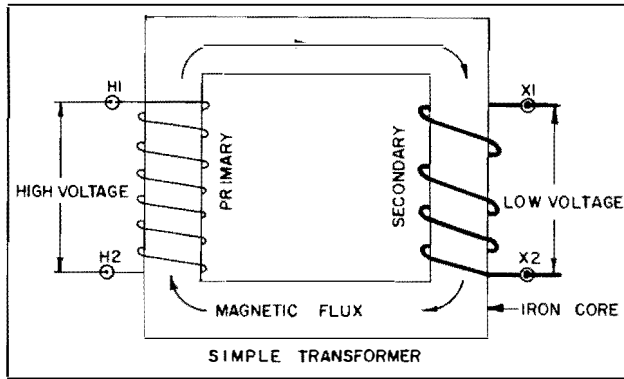 H1
X1
HIGH VOLTAGE
PRIMARY
SECONDARY
LOW VOLTAGE
H2
X2
MAGNETIC FLUX
IRON CORE
SIMPLE TRANSFORMER